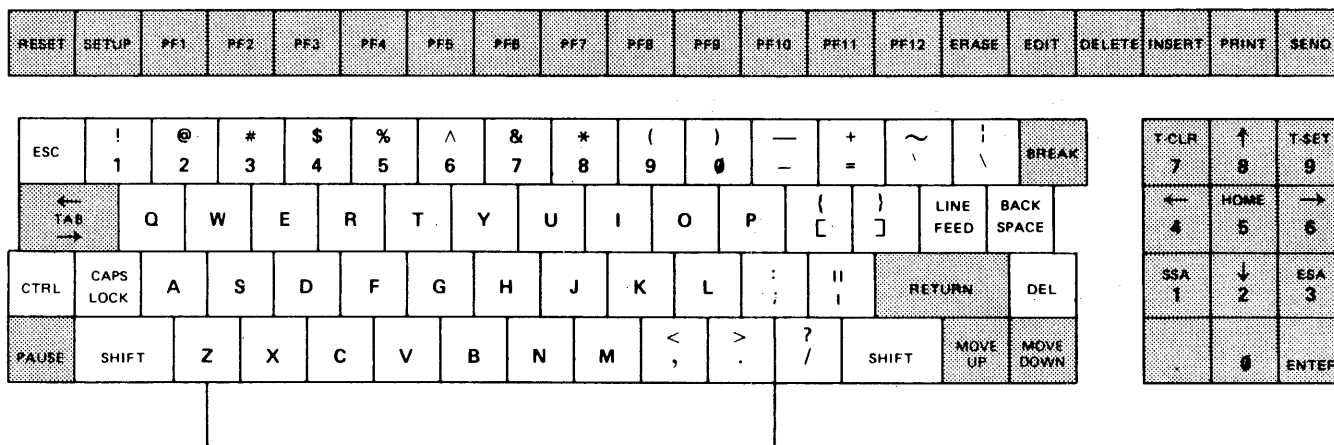 RESET SETUP PF1 PF2 PF3 PF4 PF5 PF6 PF7 PF8 PF9 PF10 PF11 PF12 ERASE EDIT DELETE INSERT PRINT SEND
! @ # $ % ^ & * ( ) — + ~ ¦
ESC 1 2 3 4 5 6 7 8 9 0 _ = ` \ BREAK
← TAB → Q W E R T Y U I O P { [ } ] LINE FEED BACK SPACE
CTRL CAPS LOCK A S D F G H J K L : ; " ' RETURN DEL
PAUSE SHIFT Z X C V B N M < , > . ? / SHIFT MOVE UP MOVE DOWN
T-CLR ↑ T-SET
7 8 9
← HOME →
4 5 6
SSA ↓ ESA
1 2 3
. 0 ENTER